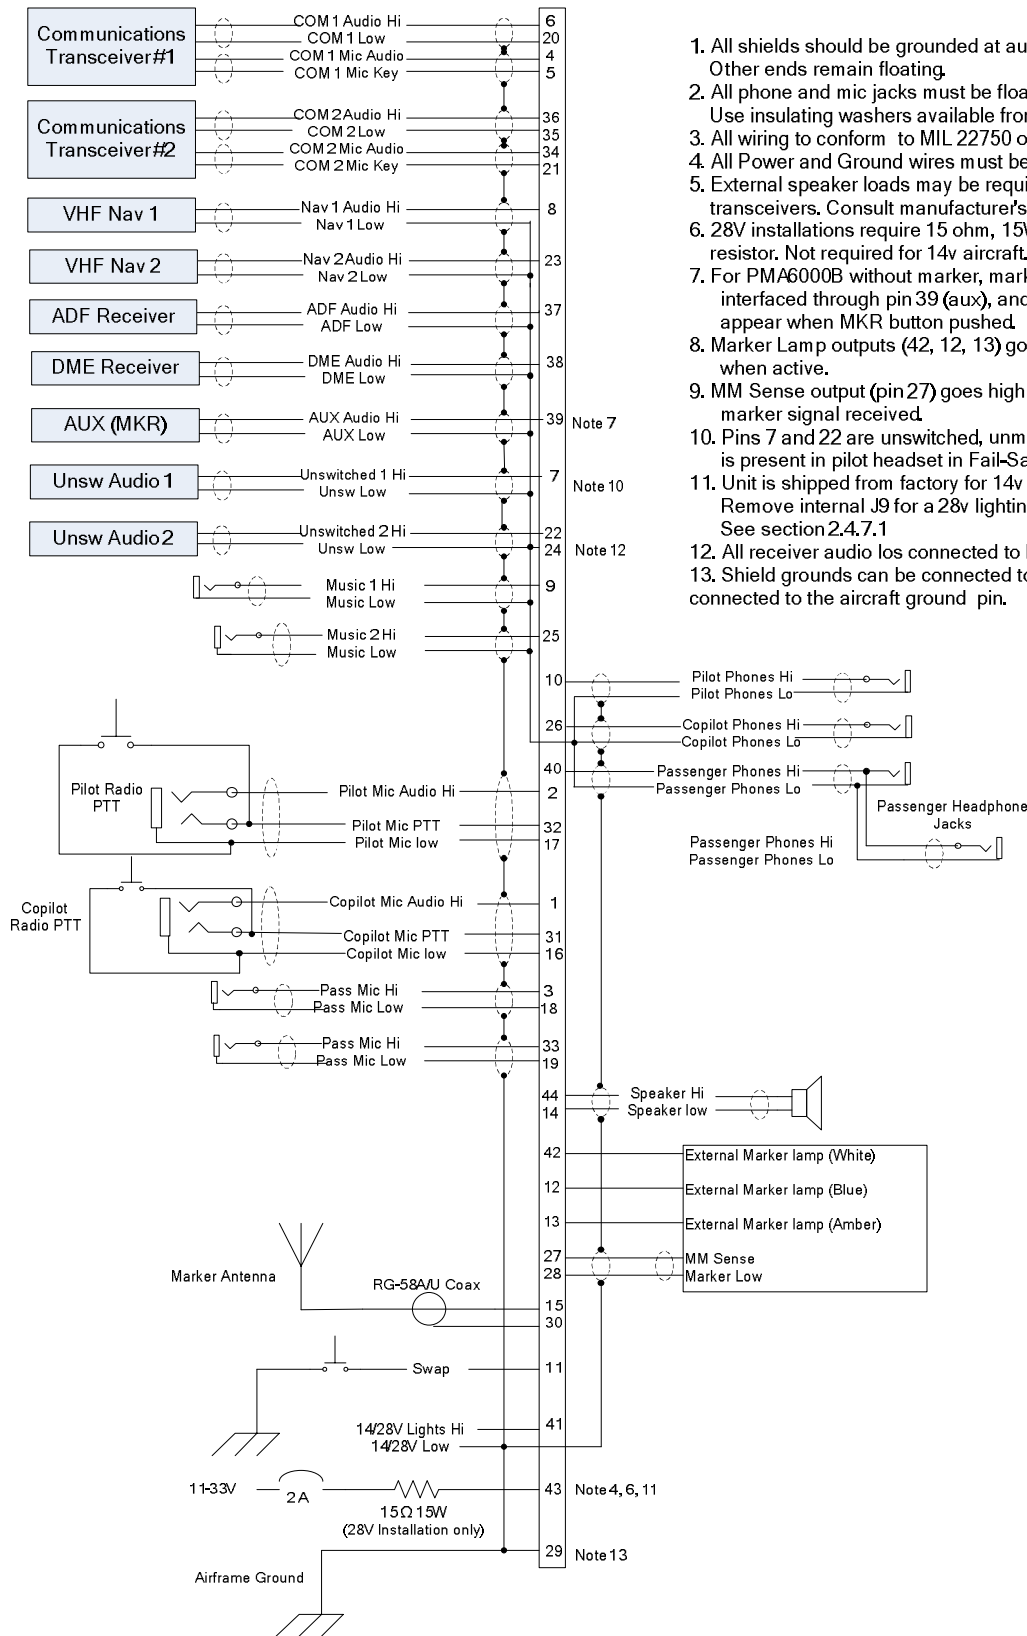 Communications
Transceiver#1
COM 1 Audio Hi
COM 1 Low
COM 1 Mic Audio
COM 1 Mic Key
6
20
4
5
Communications
Transceiver#2
COM 2 Audio Hi
COM 2 Low
COM 2 Mic Audio
COM 2 Mic Key
36
35
34
21
VHF Nav 1
Nav 1 Audio Hi
Nav 1 Low
8
VHF Nav 2
Nav 2 Audio Hi
Nav 2 Low
23
ADF Receiver
ADF Audio Hi
ADF Low
37
DME Receiver
DME Audio Hi
DME Low
38
AUX (MKR)
AUX Audio Hi
AUX Low
39 Note 7
Unsw Audio 1
Unswitched 1 Hi
Unsw Low
7
Note 10
Unsw Audio 2
Unswitched 2 Hi
Unsw Low
22
24 Note 12
Music 1 Hi
Music Low
9
Music 2 Hi
Music Low
25
1. All shields should be grounded at au
Other ends remain floating.
2. All phone and mic jacks must be floa
Use insulating washers available fro
3. All wiring to conform to MIL 22750 o
4. All Power and Ground wires must be
5. External speaker loads may be requi
transceivers. Consult manufacturer's
6. 28V installations require 15 ohm, 15W
resistor. Not required for 14v aircraft.
7. For PMA6000B without marker, mark
interfaced through pin 39 (aux), and
appear when MKR button pushed.
8. Marker Lamp outputs (42, 12, 13) go
when active.
9. MM Sense output (pin 27) goes high
marker signal received.
10. Pins 7 and 22 are unswitched, unm
is present in pilot headset in Fail-Sa
11. Unit is shipped from factory for 14v
Remove internal J9 for a 28v lightin
See section 2.4.7.1
12. All receiver audio los connected to
13. Shield grounds can be connected to
connected to the aircraft ground pin.
10
Pilot Phones Hi
Pilot Phones Lo
26
Copilot Phones Hi
Copilot Phones Lo
40
Passenger Phones Hi
Passenger Phones Lo
Passenger Headphone
Jacks
Passenger Phones Hi
Passenger Phones Lo
Pilot Radio
PTT
Pilot Mic Audio Hi
2
Pilot Mic PTT
32
Pilot Mic low
17
Copilot
Radio PTT
Copilot Mic Audio Hi
1
Copilot Mic PTT
31
Copilot Mic low
16
Pass Mic Hi
3
Pass Mic Low
18
Pass Mic Hi
33
Pass Mic Low
19
44
Speaker Hi
14
Speaker low
42
External Marker lamp (White)
12
External Marker lamp (Blue)
13
External Marker lamp (Amber)
27
MM Sense
28
Marker Low
Marker Antenna
RG-58A/U Coax
15
30
Swap
11
14/28V Lights Hi
41
14/28V Low
11-33V
2A
15Ω 15W
(28V Installation only)
43 Note 4, 6, 11
29 Note 13
Airframe Ground